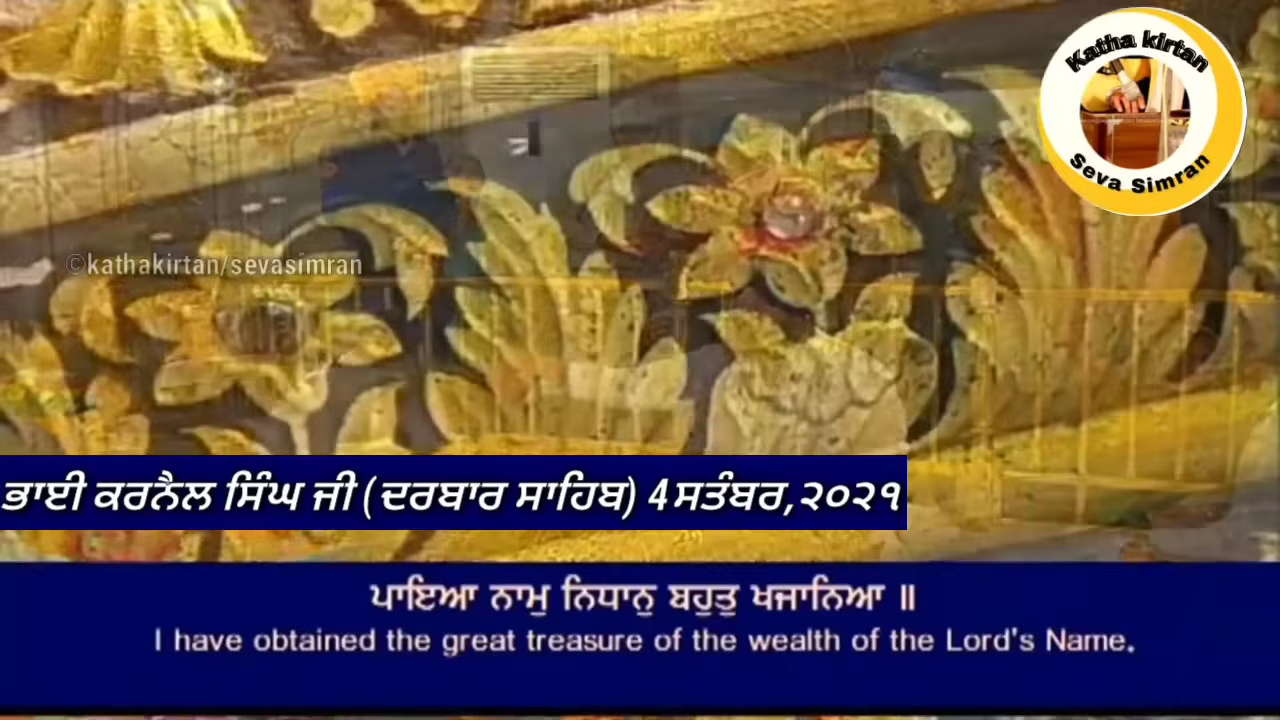 Katha kirtan
Seva Simran
©kathakirtan/sevasimran
ਭਾਈ ਕਰਨੈਲ ਸਿੰਘ ਜੀ (ਦਰਬਾਰ ਸਾਹਿਬ) 4 ਸਤੰਬਰ,੨੦੨੧
ਪਾਇਆ ਨਾਮੁ ਨਿਧਾਨੁ ਬਹੁਤੁ ਖਜਾਨਿਆ ॥
I have obtained the great treasure of the wealth of the Lord's Name.